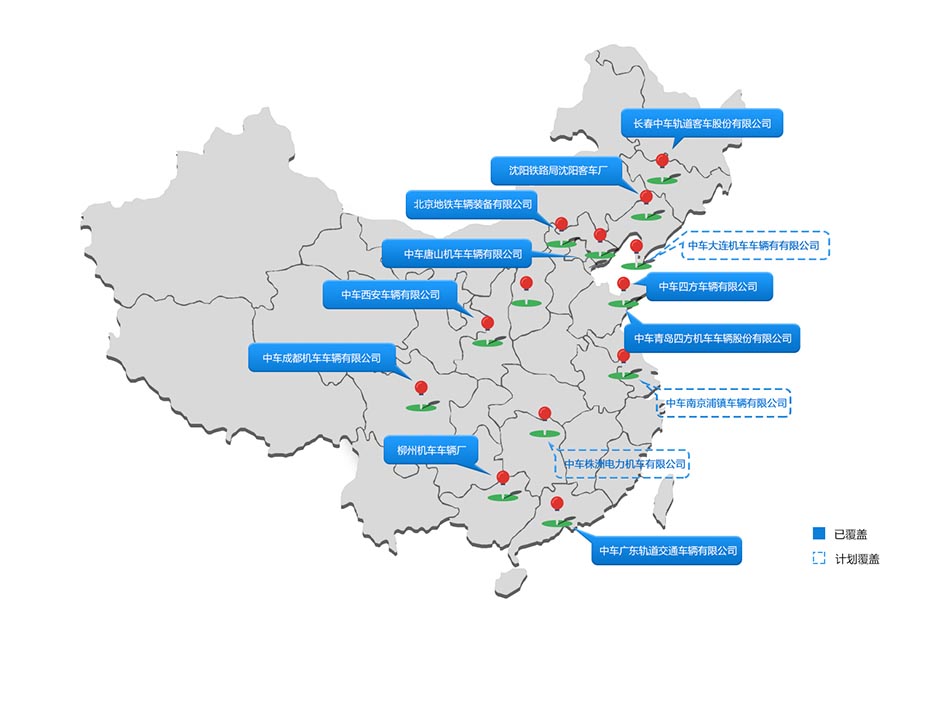 长春中车轨道客车股份有限公司
沈阳铁路局沈阳客车厂
北京地铁车辆装备有限公司
中车大连机车车辆有有限公司
中车唐山机车车辆有限公司
中车四方车辆有限公司
中车西安车辆有限公司
中车青岛四方机车车辆股份有限公司
中车成都机车车辆有限公司
中车南京浦镇车辆有限公司
柳州机车车辆厂
中车株洲电力机车有限公司
已覆盖
中车广东轨道交通车辆有限公司
计划覆盖